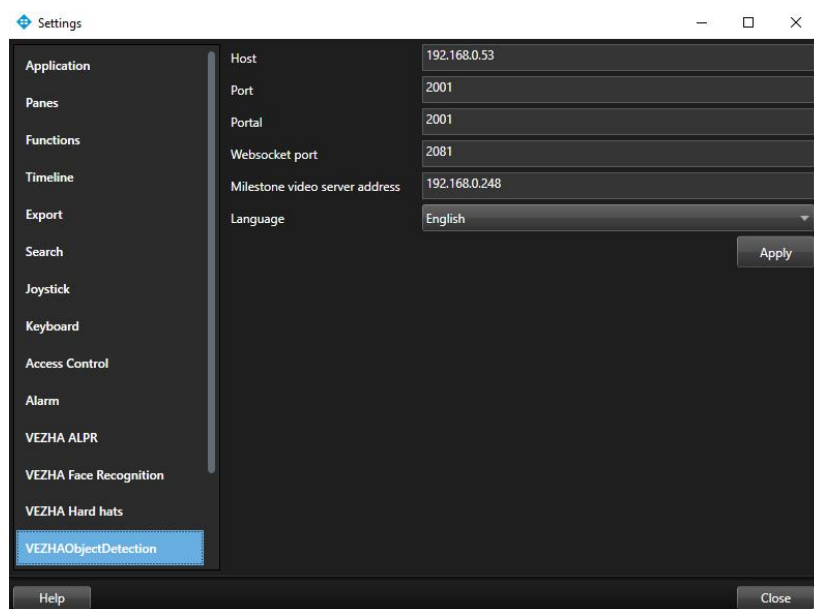 Settings
Application
Panes
Functions
Timeline
Export
Search
Joystick
Keyboard
Access Control
Alarm
VEZHA ALPR
VEZHA Face Recognition
VEZHA Hard hats
VEZHAObjectDetection
Host 192.168.0.53
Port 2001
Portal 2001
Websocket port 2081
Milestone video server address 192.168.0.248
Language English
Apply
Help
Close